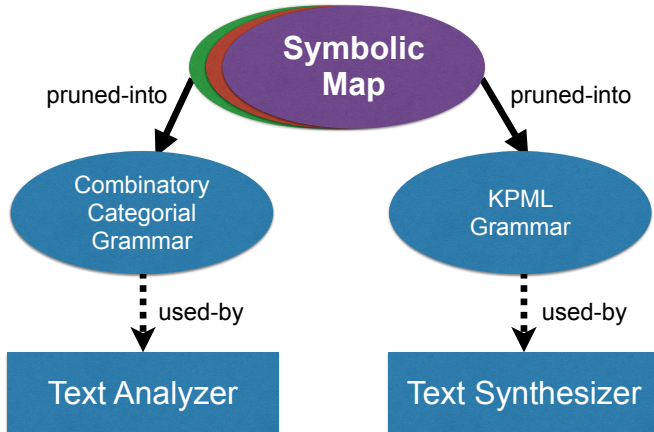 Symbolic
Map
pruned-into
pruned-into
Combinatory
Categorial
Grammar
KPML
Grammar
used-by
used-by
Text Analyzer
Text Synthesizer